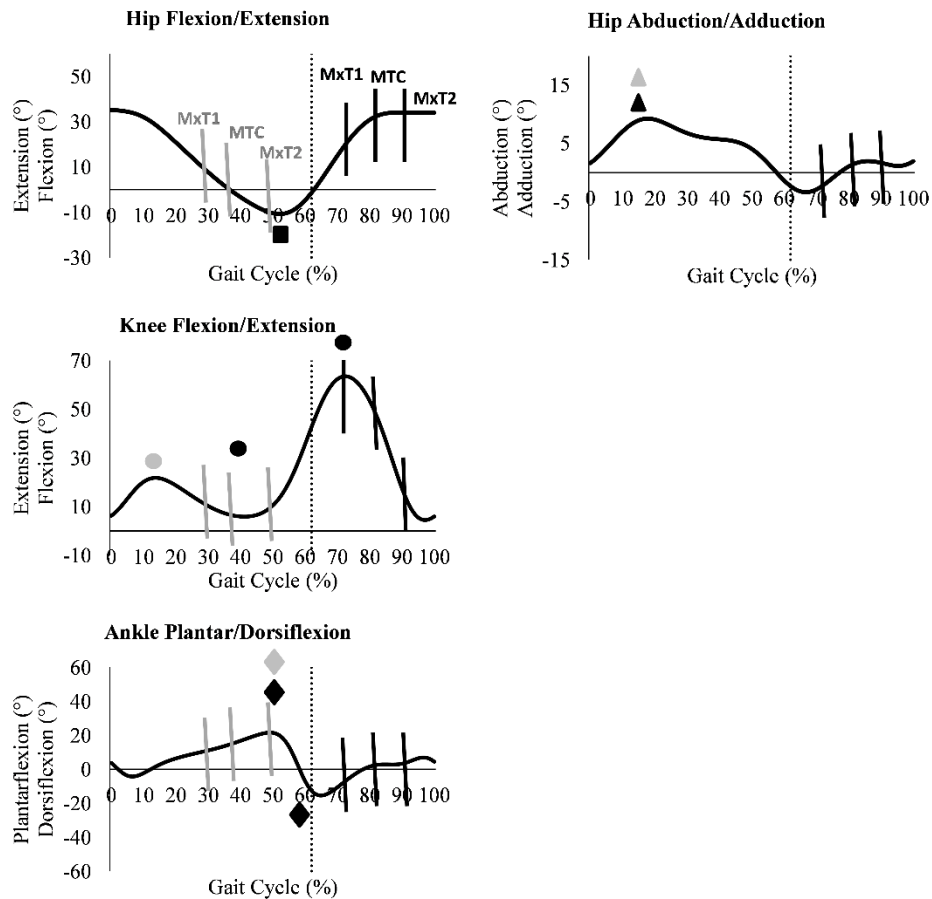 Hip Flexion/Extension
Extension (°)
Flexion (°)
50
30
10
-10
-30
MxT1
MTC
MxT2
MxT1
MTC
MxT2
0 10 20 30 40 50 60 70 80 90 100
Gait Cycle (%)
Hip Abduction/Adduction
Abduction (°)
Adduction (°)
15
5
-5
-15
0 10 20 30 40 50 60 70 80 90 100
Gait Cycle (%)
Knee Flexion/Extension
Extension (°)
Flexion (°)
70
50
30
10
-10
0 10 20 30 40 50 60 70 80 90 100
Gait Cycle (%)
Ankle Plantar/Dorsiflexion
Plantarflexion (°)
Dorsiflexion (°)
60
40
20
0
-20
-40
-60
0 10 20 30 40 50 60 70 80 90 100
Gait Cycle (%)